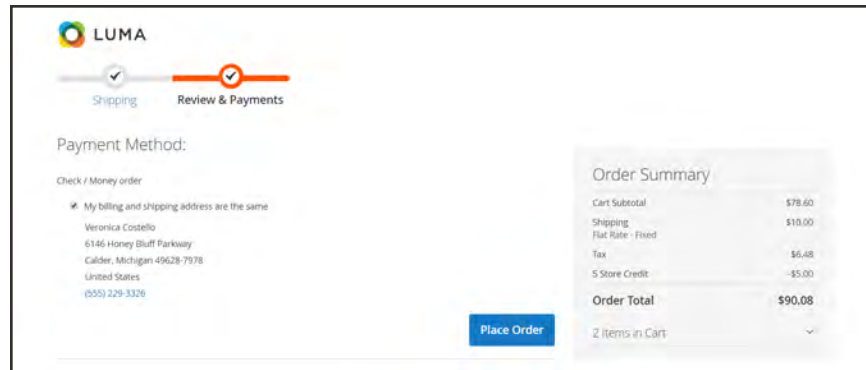 LUMA
Shipping
Review & Payments
Payment Method:
Check / Money order
My billing and shipping address are the same
Veronica Costello
6146 Honey Bluff Parkway
Calder, Michigan 49628-7978
United States
(555) 229-3326
Place Order
Order Summary
Cart Subtotal $78.60
Shipping $10.00
Flat Rate - Fixed
Tax $6.48
5 Store Credit -$5.00
Order Total $90.08
2 Items in Cart